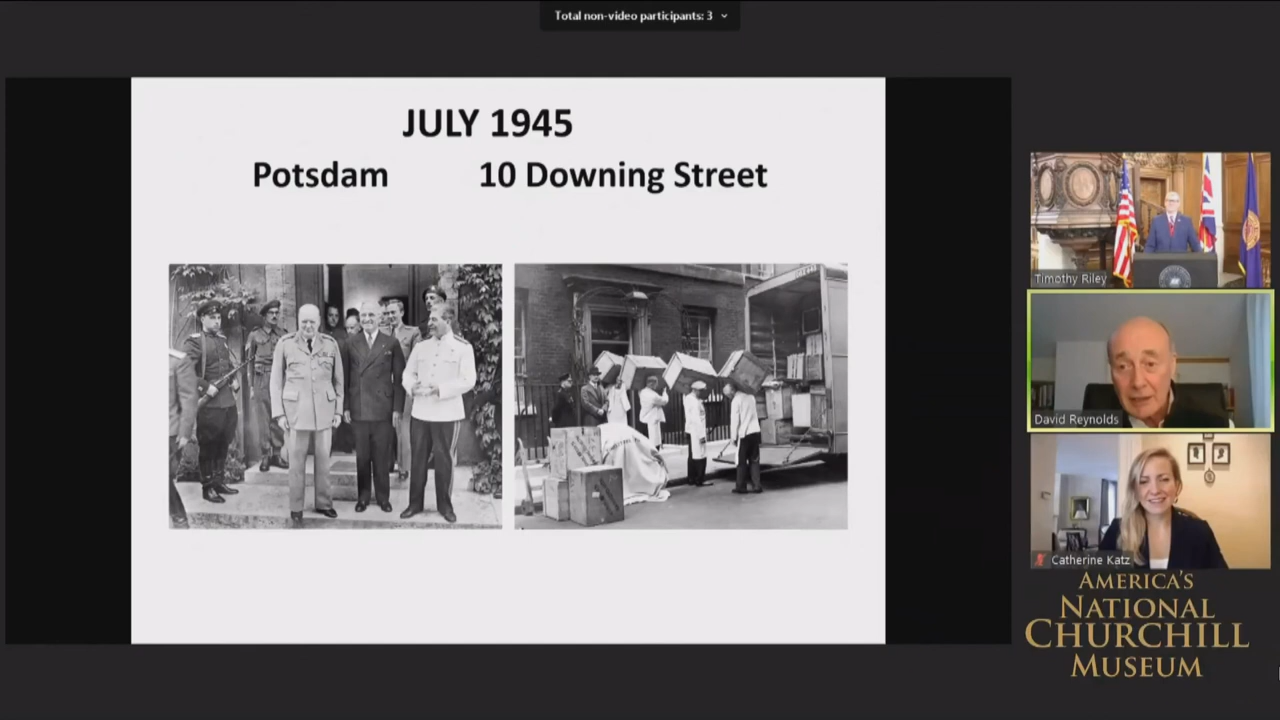 Total non-video participants: 3
JULY 1945
Potsdam 10 Downing Street
Timothy Riley
David Reynolds
Catherine Katz
AMERICA'S
NATIONAL
CHURCHILL
MUSEUM